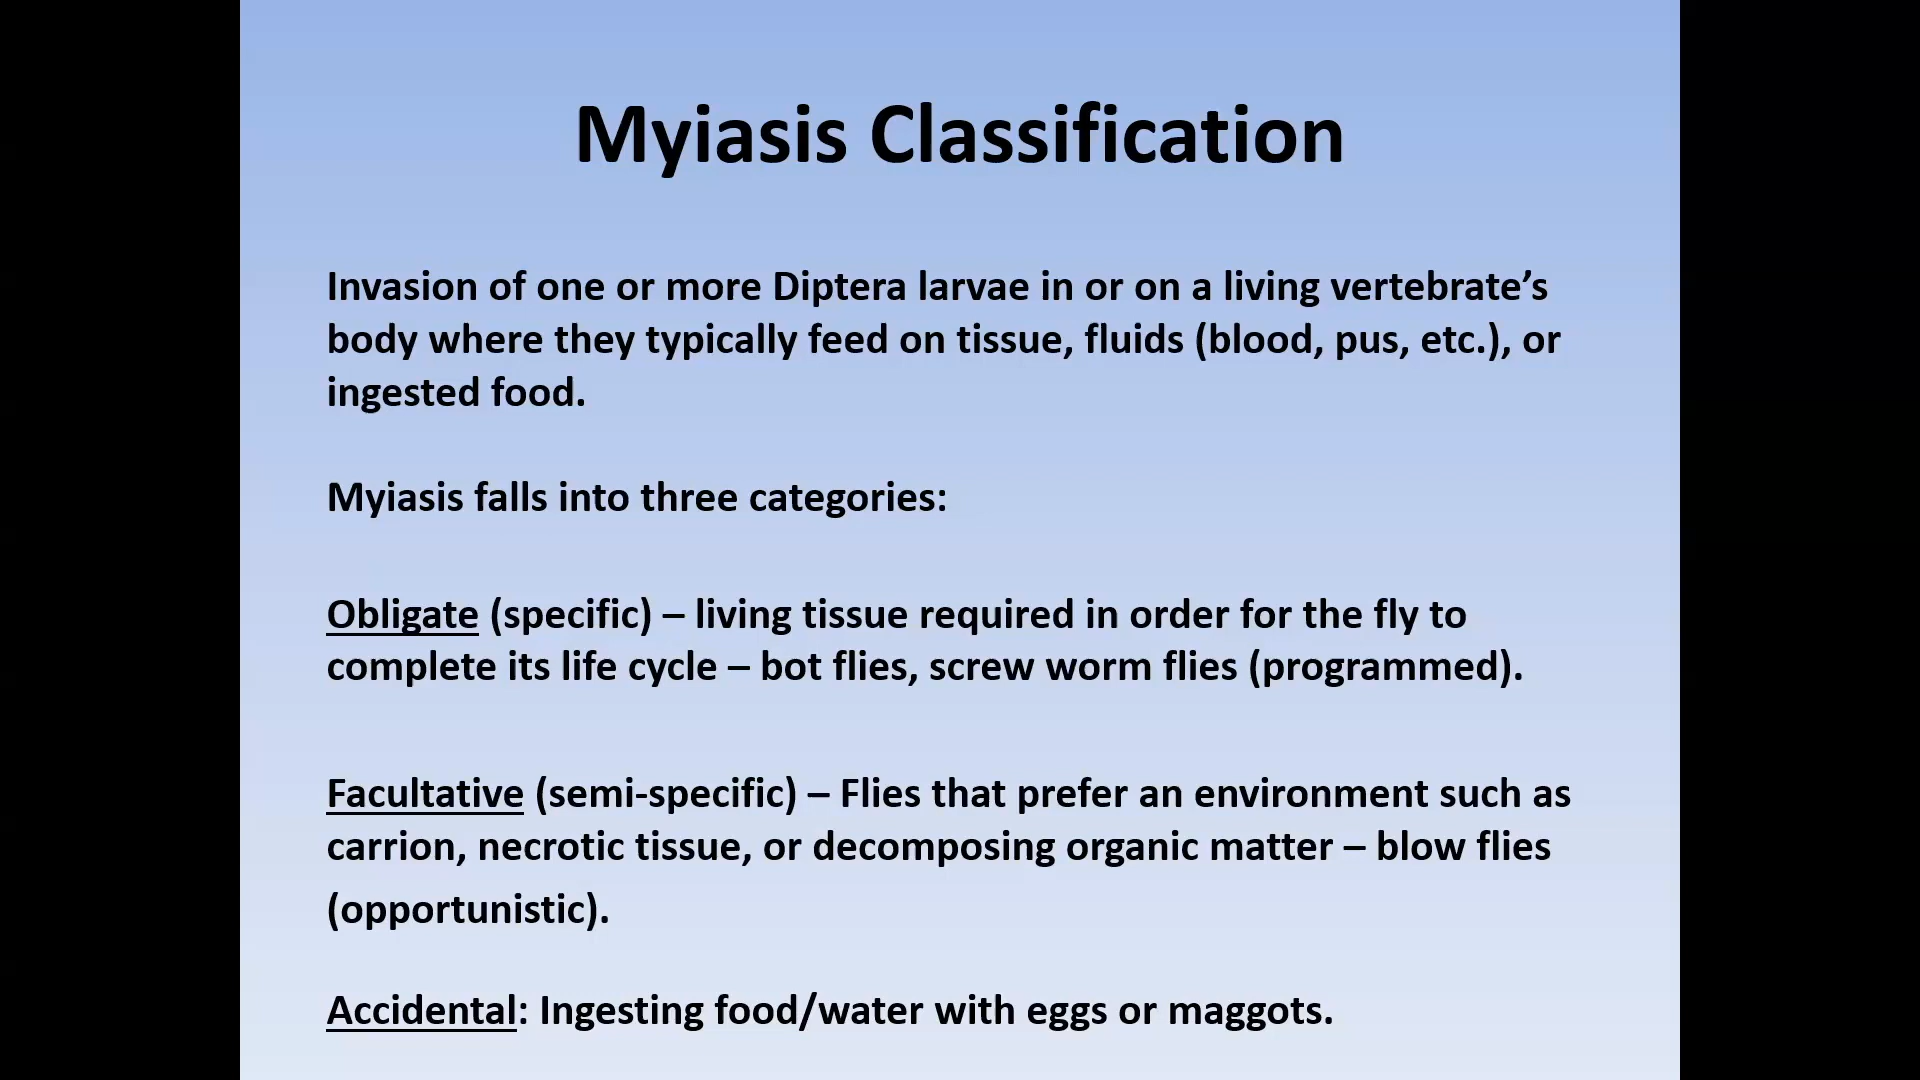 Myiasis Classification
Invasion of one or more Diptera larvae in or on a living vertebrate’s
body where they typically feed on tissue, fluids (blood, pus, etc.), or
ingested food.
Myiasis falls into three categories:
Obligate (specific) – living tissue required in order for the fly to
complete its life cycle – bot flies, screw worm flies (programmed).
Facultative (semi-specific) – Flies that prefer an environment such as
carrion, necrotic tissue, or decomposing organic matter – blow flies
(opportunistic).
Accidental: Ingesting food/water with eggs or maggots.